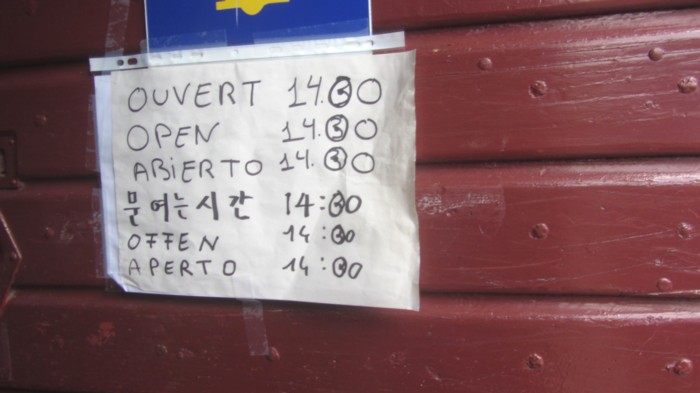 OUVERT 14.30
OPEN 14.30
ABiERTO 14.30
문 여는 시간 14:30
OFFEN 14:30
APERTO 14:30